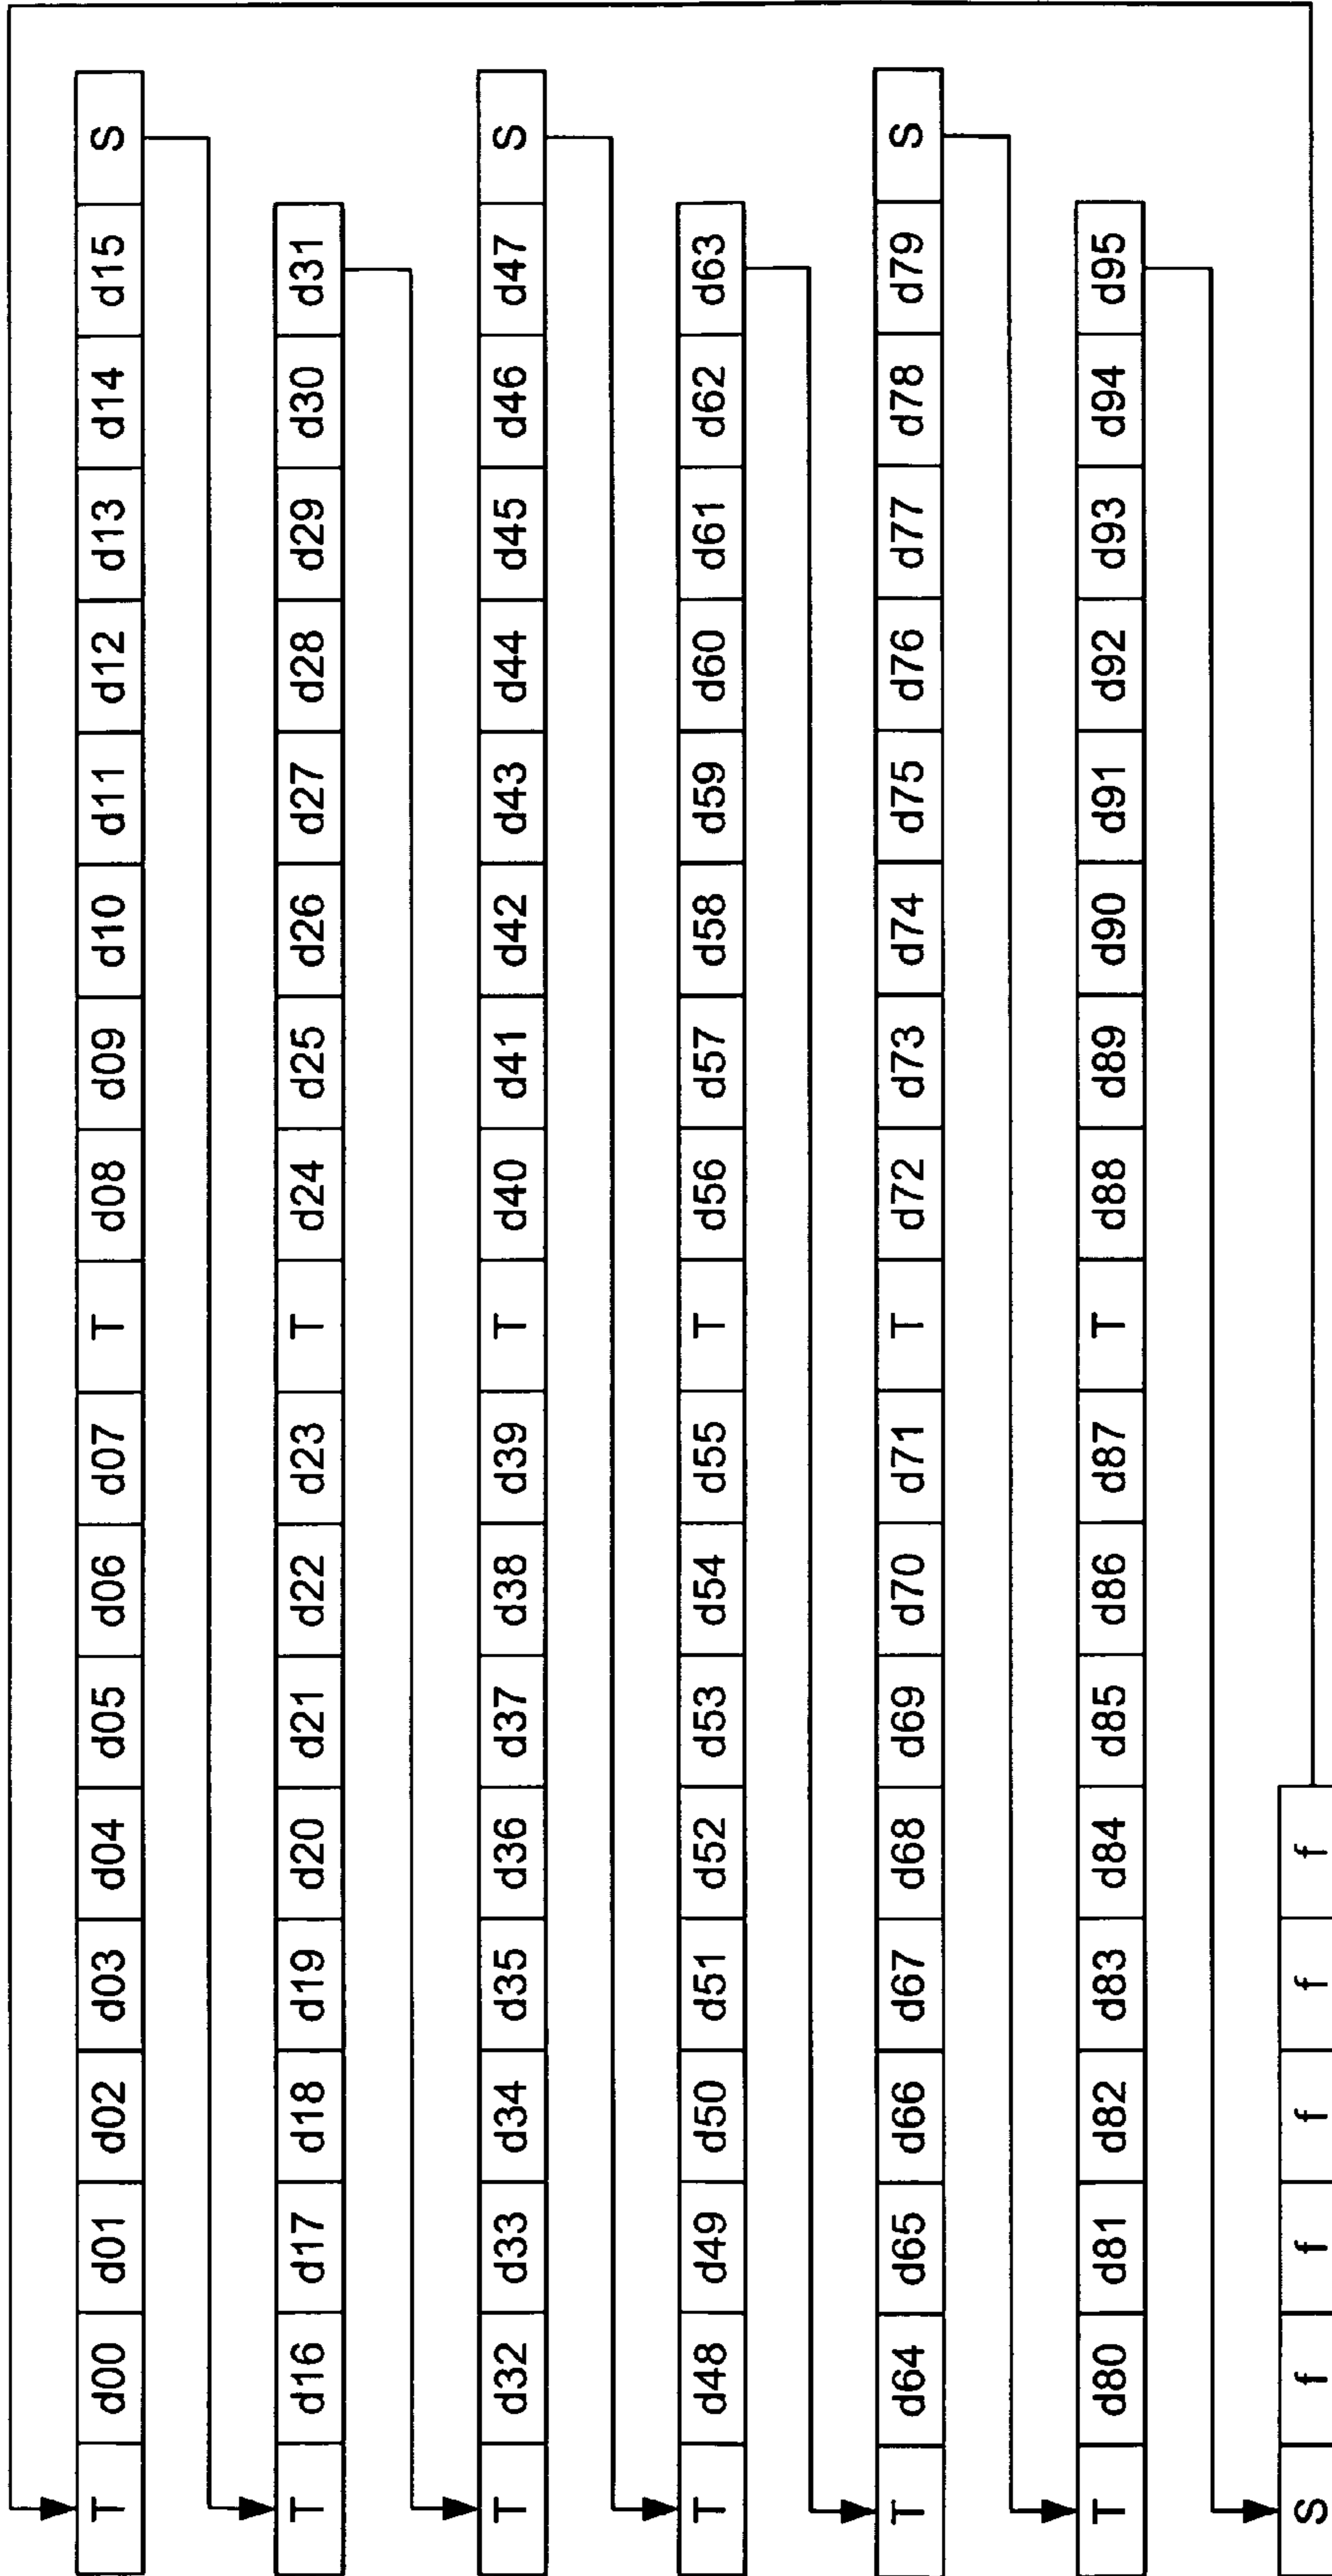 T d00 d01 d02 d03 d04 d05 d06 d07 T d08 d09 d10 d11 d12 d13 d14 d15 S
T d16 d17 d18 d19 d20 d21 d22 d23 T d24 d25 d26 d27 d28 d29 d30 d31
T d32 d33 d34 d35 d36 d37 d38 d39 T d40 d41 d42 d43 d44 d45 d46 d47 S
T d48 d49 d50 d51 d52 d53 d54 d55 T d56 d57 d58 d59 d60 d61 d62 d63
T d64 d65 d66 d67 d68 d69 d70 d71 T d72 d73 d74 d75 d76 d77 d78 d79 S
T d80 d81 d82 d83 d84 d85 d86 d87 T d88 d89 d90 d91 d92 d93 d94 d95
S f f f f f